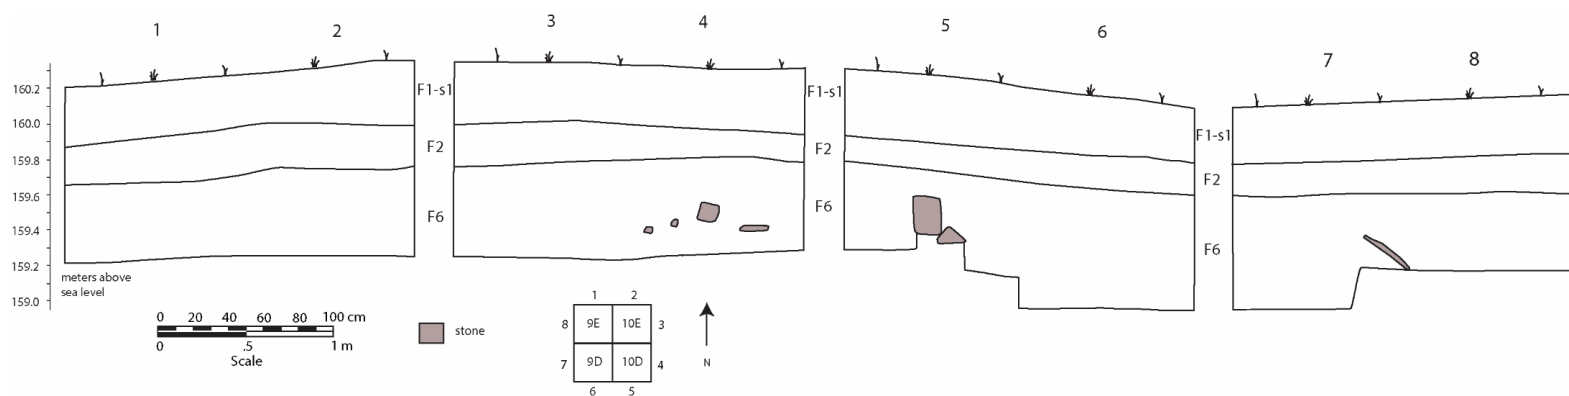 1 2 3 4 5 6 7 8
F1-s1 F1-s1 F1-s1
F2 F2 F2
F6 F6 F6
160.2
160.0
159.8
159.6
159.4
159.2
159.0
meters above
sea level
0 20 40 60 80 100 cm
0 .5 1 m
Scale
stone
1 2
8 9E 10E 3
7 9D 10D 4
6 5
N